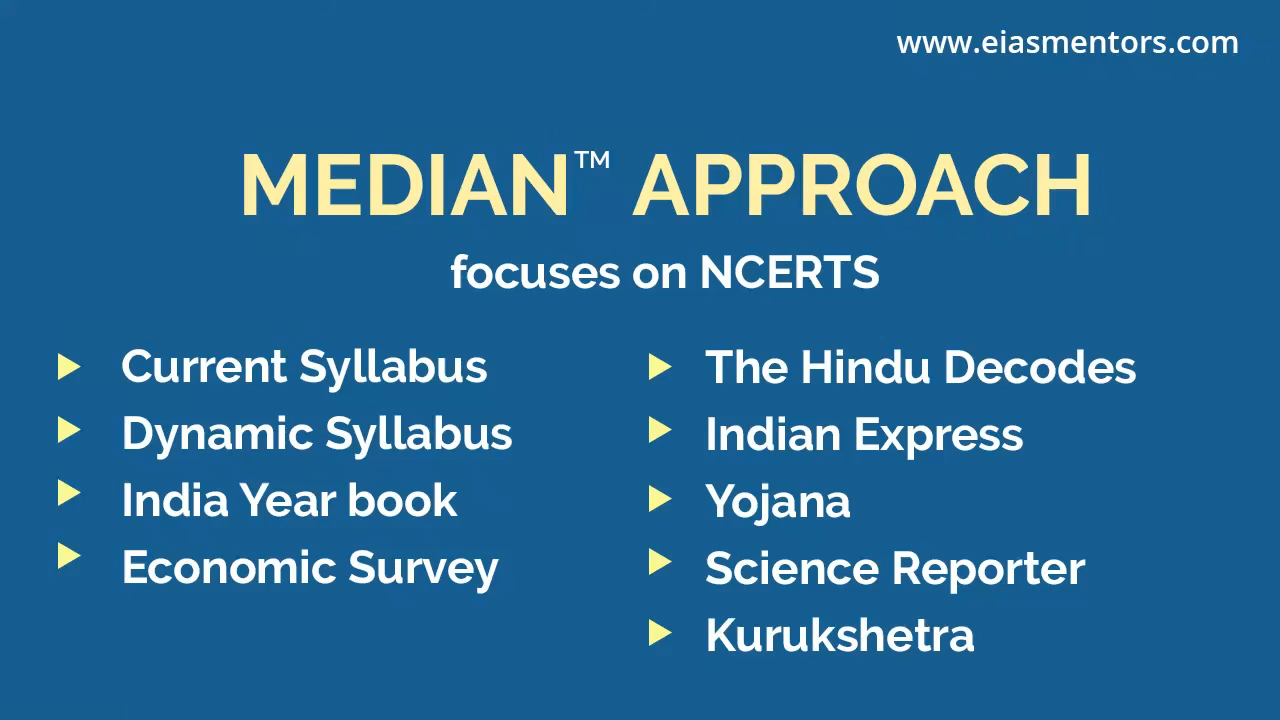 www.eiasmentors.com
MEDIAN™ APPROACH
focuses on NCERTS
Current Syllabus
Dynamic Syllabus
India Year book
Economic Survey
The Hindu Decodes
Indian Express
Yojana
Science Reporter
Kurukshetra